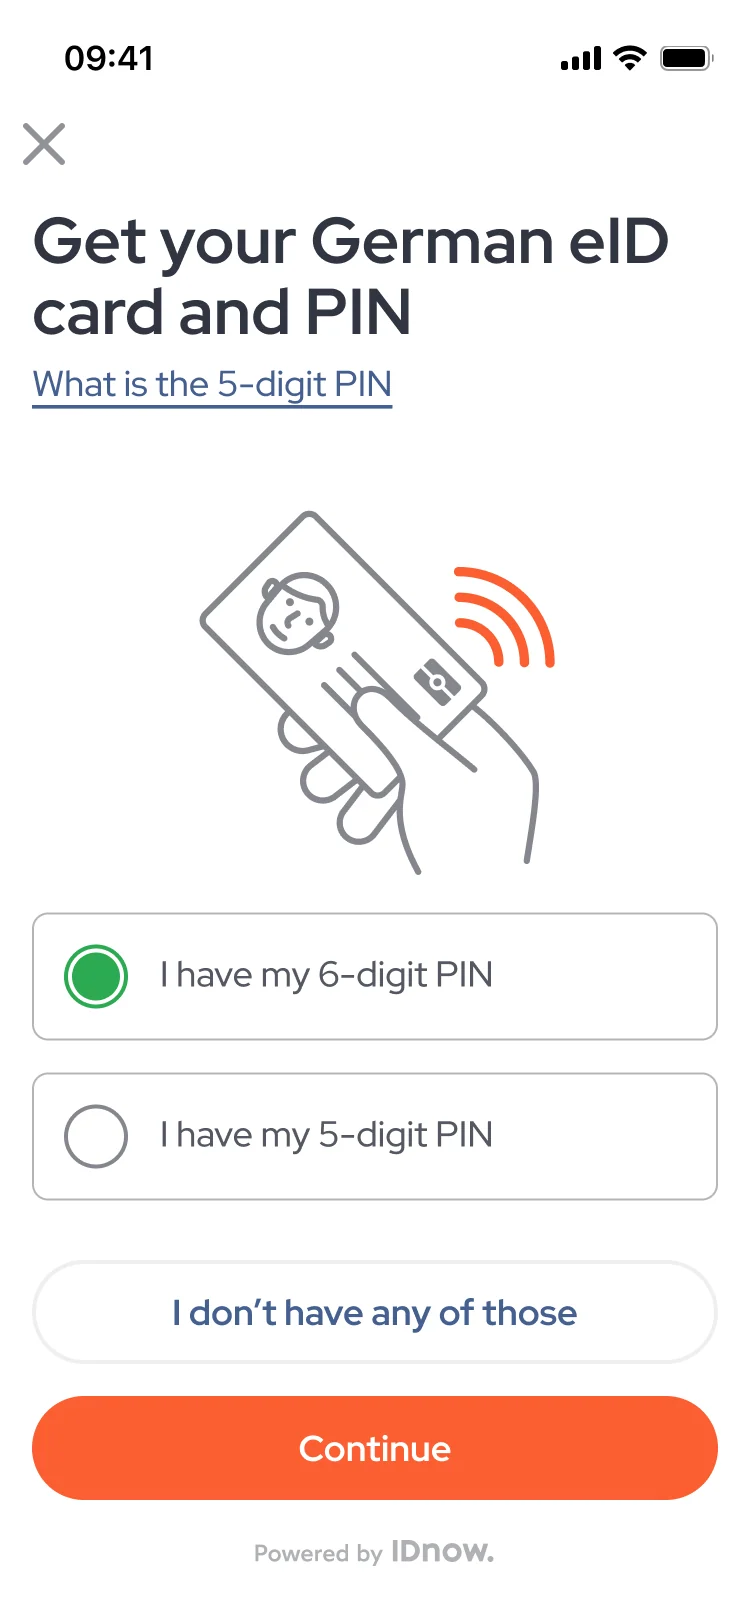 09:41
Get your German eID
card and PIN
What is the 5-digit PIN
I have my 6-digit PIN
I have my 5-digit PIN
I don’t have any of those
Continue
Powered by IDnow.